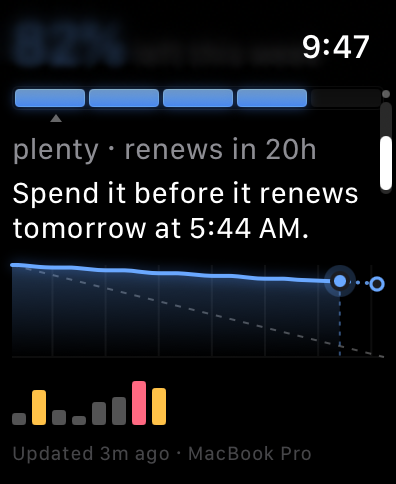 82%
9:47
plenty · renews in 20h
Spend it before it renews
tomorrow at 5:44 AM.
Updated 3m ago · MacBook Pro